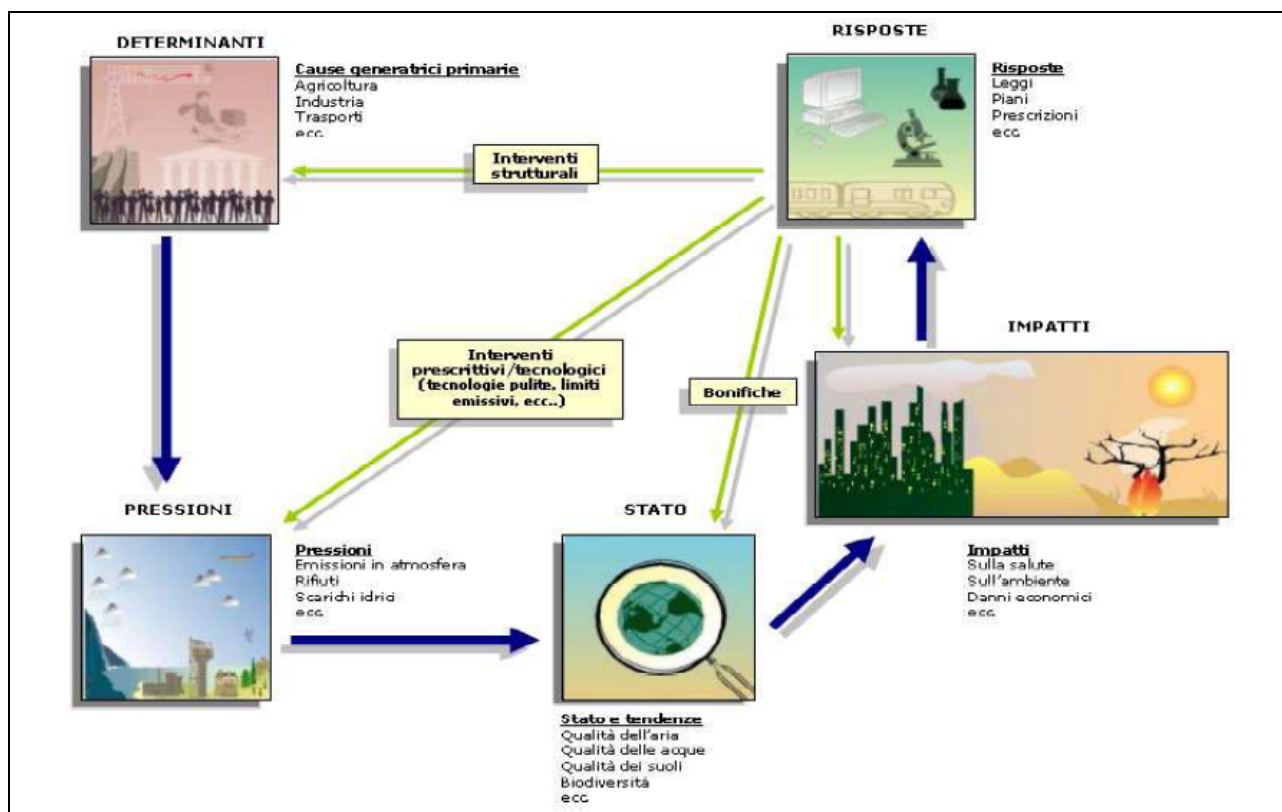 DETERMINANTI
Cause generatrici primarie
Agricoltura
Industria
Trasporti
ecc
RISPOSTE
Risposte
Leggi
Piani
Prescrizioni
ecc
Interventi
strutturali
IMPATTI
Interventi
prescrittivi/tecnologici
(tecnologie pulite, limiti
emissivi, ecc..)
Bonifiche
PRESSIONI
Pressioni
Emissioni in atmosfera
Rifiuti
Scarichi idrici
ecc
STATO
Impatti
Sulla salute
Sull'ambiente
Danni economici
ecc
Stato e tendenze
Qualità dell'aria
Qualità delle acque
Qualità dei suoli
Biodiversità
ecc